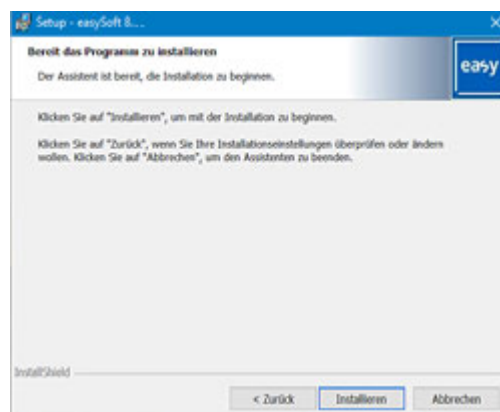 Setup - easySoft 8....
Bereit das Programm zu installieren
Der Assistent ist bereit, die Installation zu beginnen.
easy
Klicken Sie auf "Installieren", um mit der Installation zu beginnen.
Klicken Sie auf "Zurück", wenn Sie Ihre Installationseinstellungen überprüfen oder ändern
wollen. Klicken Sie auf "Abbrechen", um den Assistenten zu beenden.
InstallShield
< Zurück Installieren Abbrechen